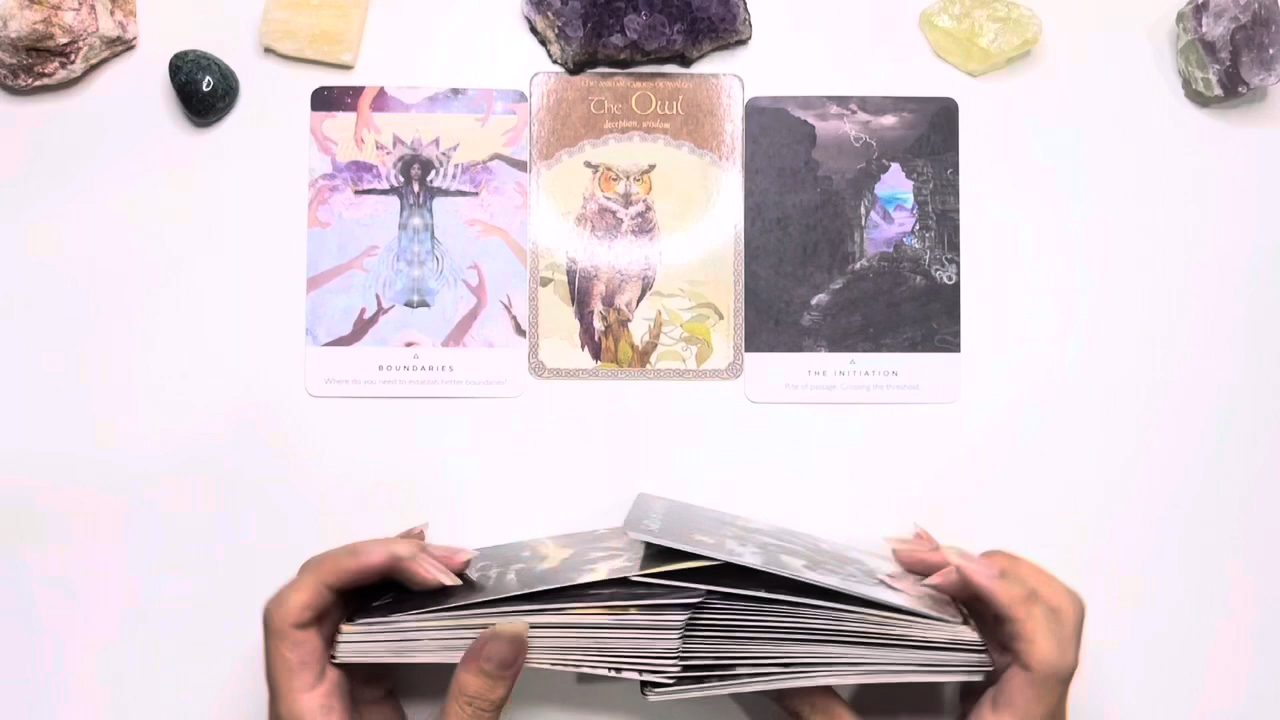 BOUNDARIES
Where do you need to establish better boundaries?
The Owl
deception, wisdom
THE INITIATION
Rite of passage. Crossing the threshold.